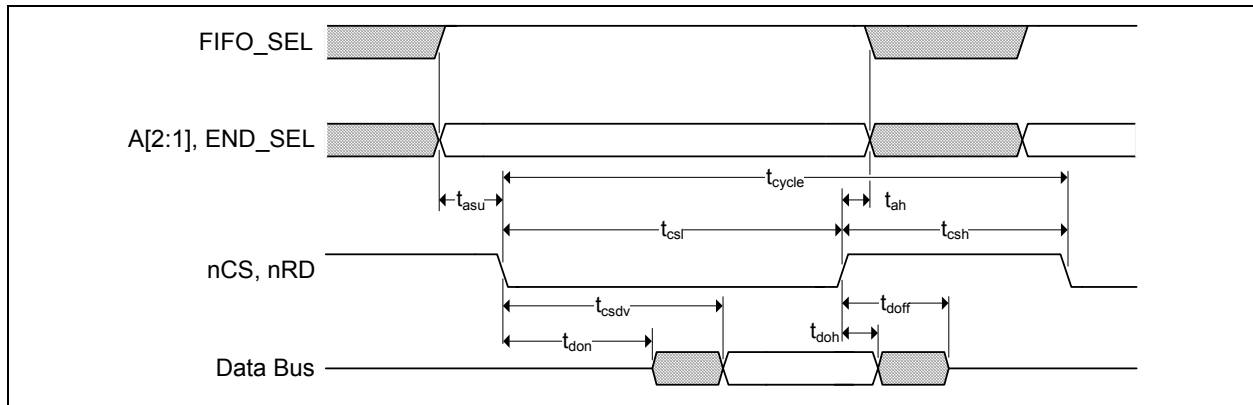 FIFO_SEL
A[2:1], END_SEL
tcycle
tasu
tah
tcsl
tcsh
nCS, nRD
tcsdv
tdoff
tdoh
tdon
Data Bus